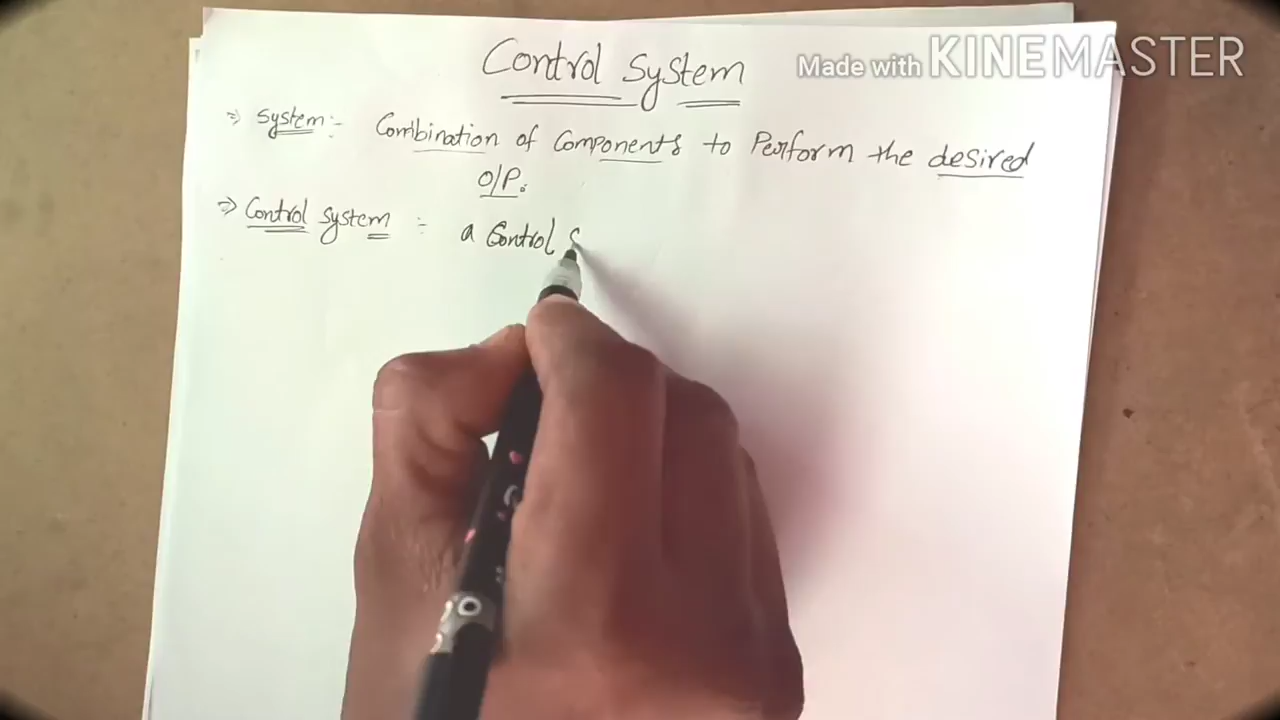 Control System
Made with KINEMASTER
⇒ System :- Combination of Components to Perform the desired
O/P.
⇒ Control System :- a Control S